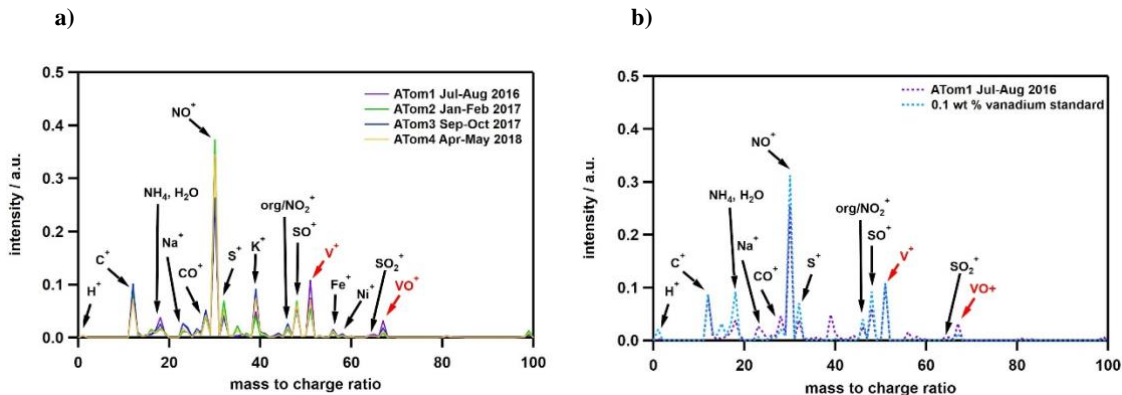 a)
b)
0.5
0.4
0.3
0.2
0.1
0.0
0
20
40
60
80
100
intensity / a.u.
mass to charge ratio
ATom1 Jul-Aug 2016
ATom2 Jan-Feb 2017
ATom3 Sep-Oct 2017
ATom4 Apr-May 2018
NO⁺
NH₄, H₂O
org/NO₂⁺
Na⁺
K⁺
SO⁺
C⁺
CO⁺
S⁺
V⁺
SO₂⁺
H⁺
Fe⁺
Ni⁺
VO⁺
0.5
0.4
0.3
0.2
0.1
0.0
0
20
40
60
80
100
intensity / a.u.
mass to charge ratio
ATom1 Jul-Aug 2016
0.1 wt % vanadium standard
NO⁺
NH₄, H₂O
org/NO₂⁺
Na⁺
SO⁺
C⁺
CO⁺
S⁺
V⁺
SO₂⁺
H⁺
VO+